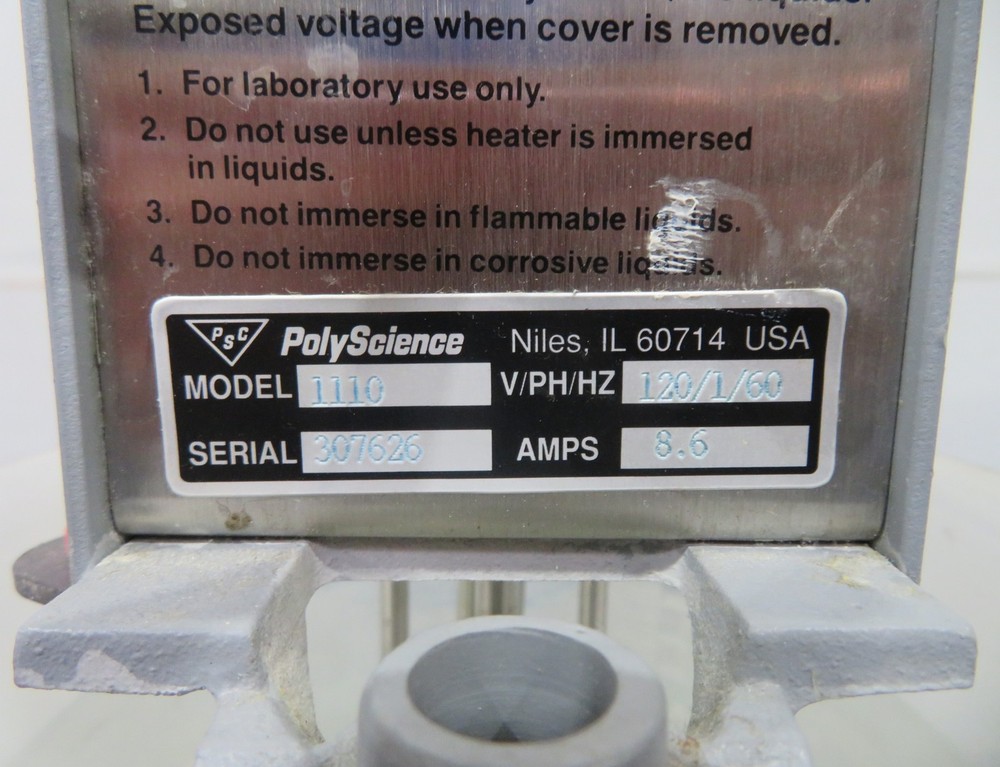 Exposed voltage when cover is removed.
1. For laboratory use only.
2. Do not use unless heater is immersed
in liquids.
3. Do not immerse in flammable liquids.
4. Do not immerse in corrosive liquids.
PSC PolyScience Niles, IL 60714 USA
MODEL 1110 V/PH/HZ 120/1/60
SERIAL 307626 AMPS 8.6